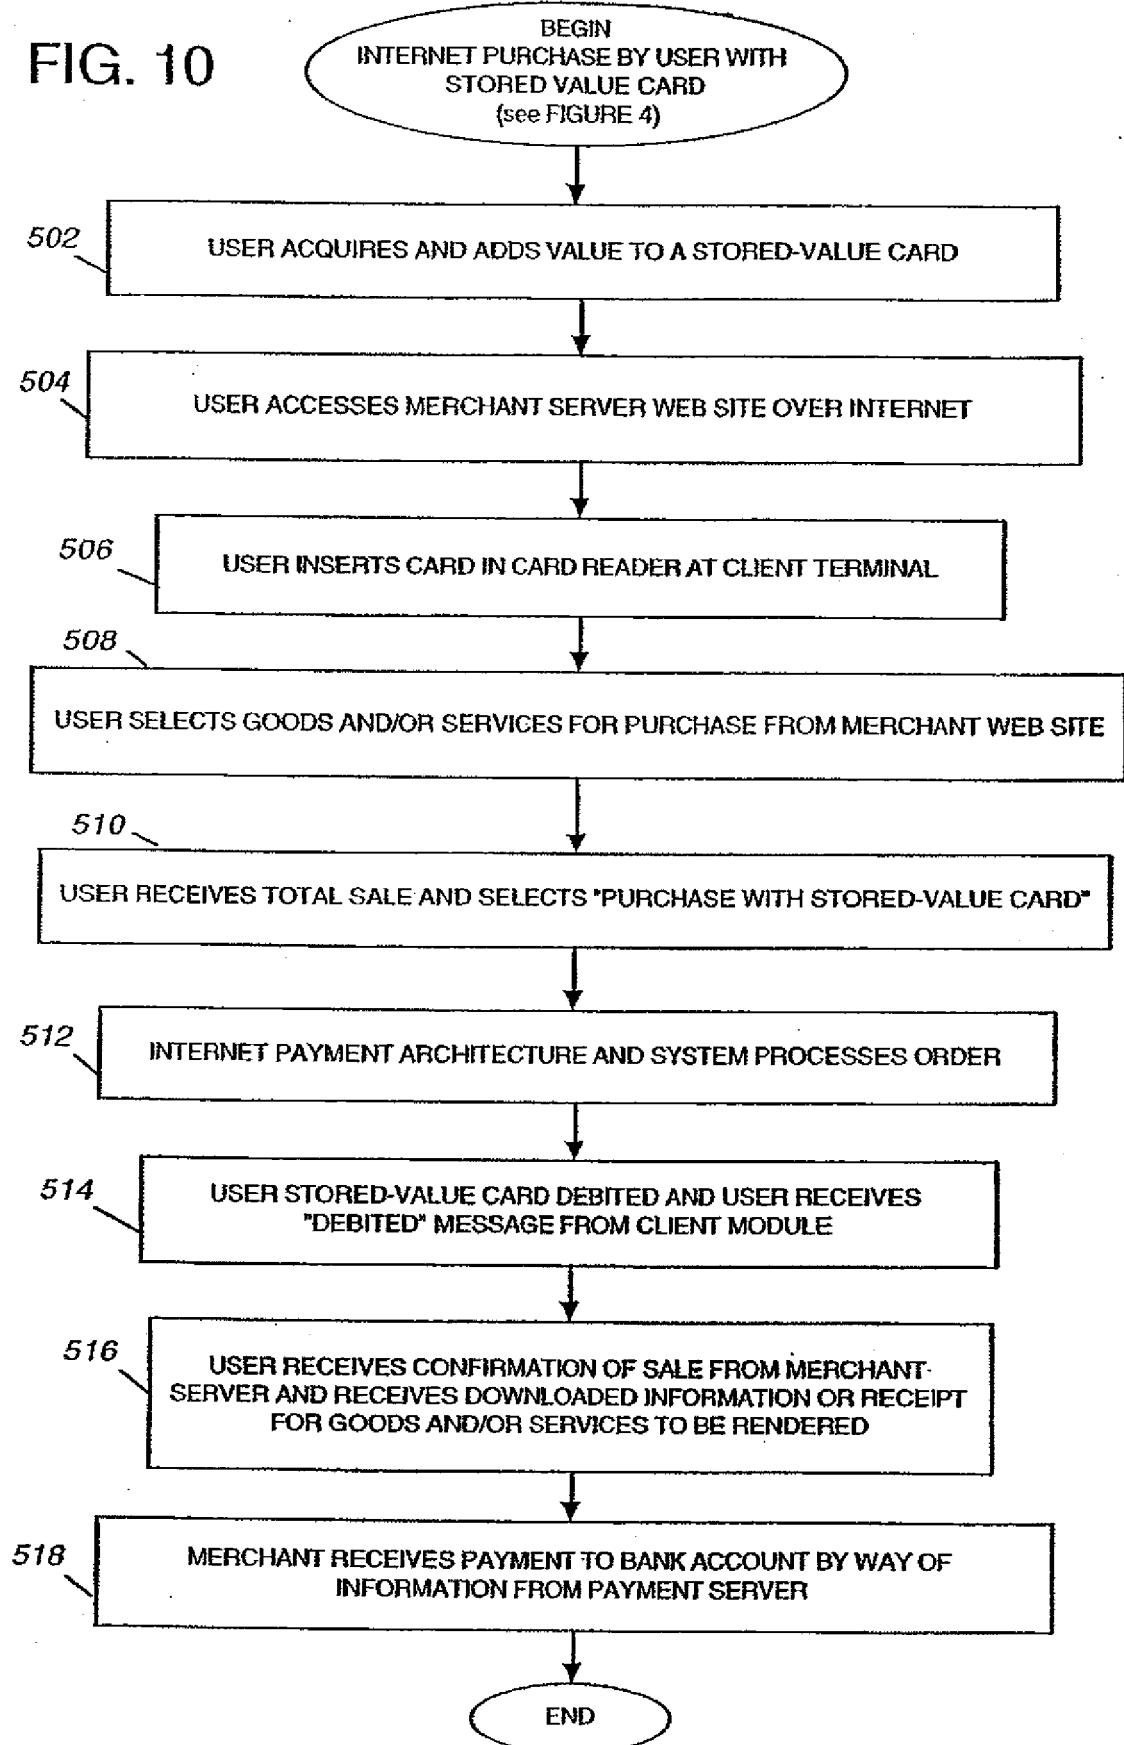 FIG. 10
BEGIN
INTERNET PURCHASE BY USER WITH
STORED VALUE CARD
(see FIGURE 4)
502
USER ACQUIRES AND ADDS VALUE TO A STORED-VALUE CARD
504
USER ACCESSES MERCHANT SERVER WEB SITE OVER INTERNET
506
USER INSERTS CARD IN CARD READER AT CLIENT TERMINAL
508
USER SELECTS GOODS AND/OR SERVICES FOR PURCHASE FROM MERCHANT WEB SITE
510
USER RECEIVES TOTAL SALE AND SELECTS "PURCHASE WITH STORED-VALUE CARD"
512
INTERNET PAYMENT ARCHITECTURE AND SYSTEM PROCESSES ORDER
514
USER STORED-VALUE CARD DEBITED AND USER RECEIVES
"DEBITED" MESSAGE FROM CLIENT MODULE
516
USER RECEIVES CONFIRMATION OF SALE FROM MERCHANT
SERVER AND RECEIVES DOWNLOADED INFORMATION OR RECEIPT
FOR GOODS AND/OR SERVICES TO BE RENDERED
518
MERCHANT RECEIVES PAYMENT TO BANK ACCOUNT BY WAY OF
INFORMATION FROM PAYMENT SERVER
END